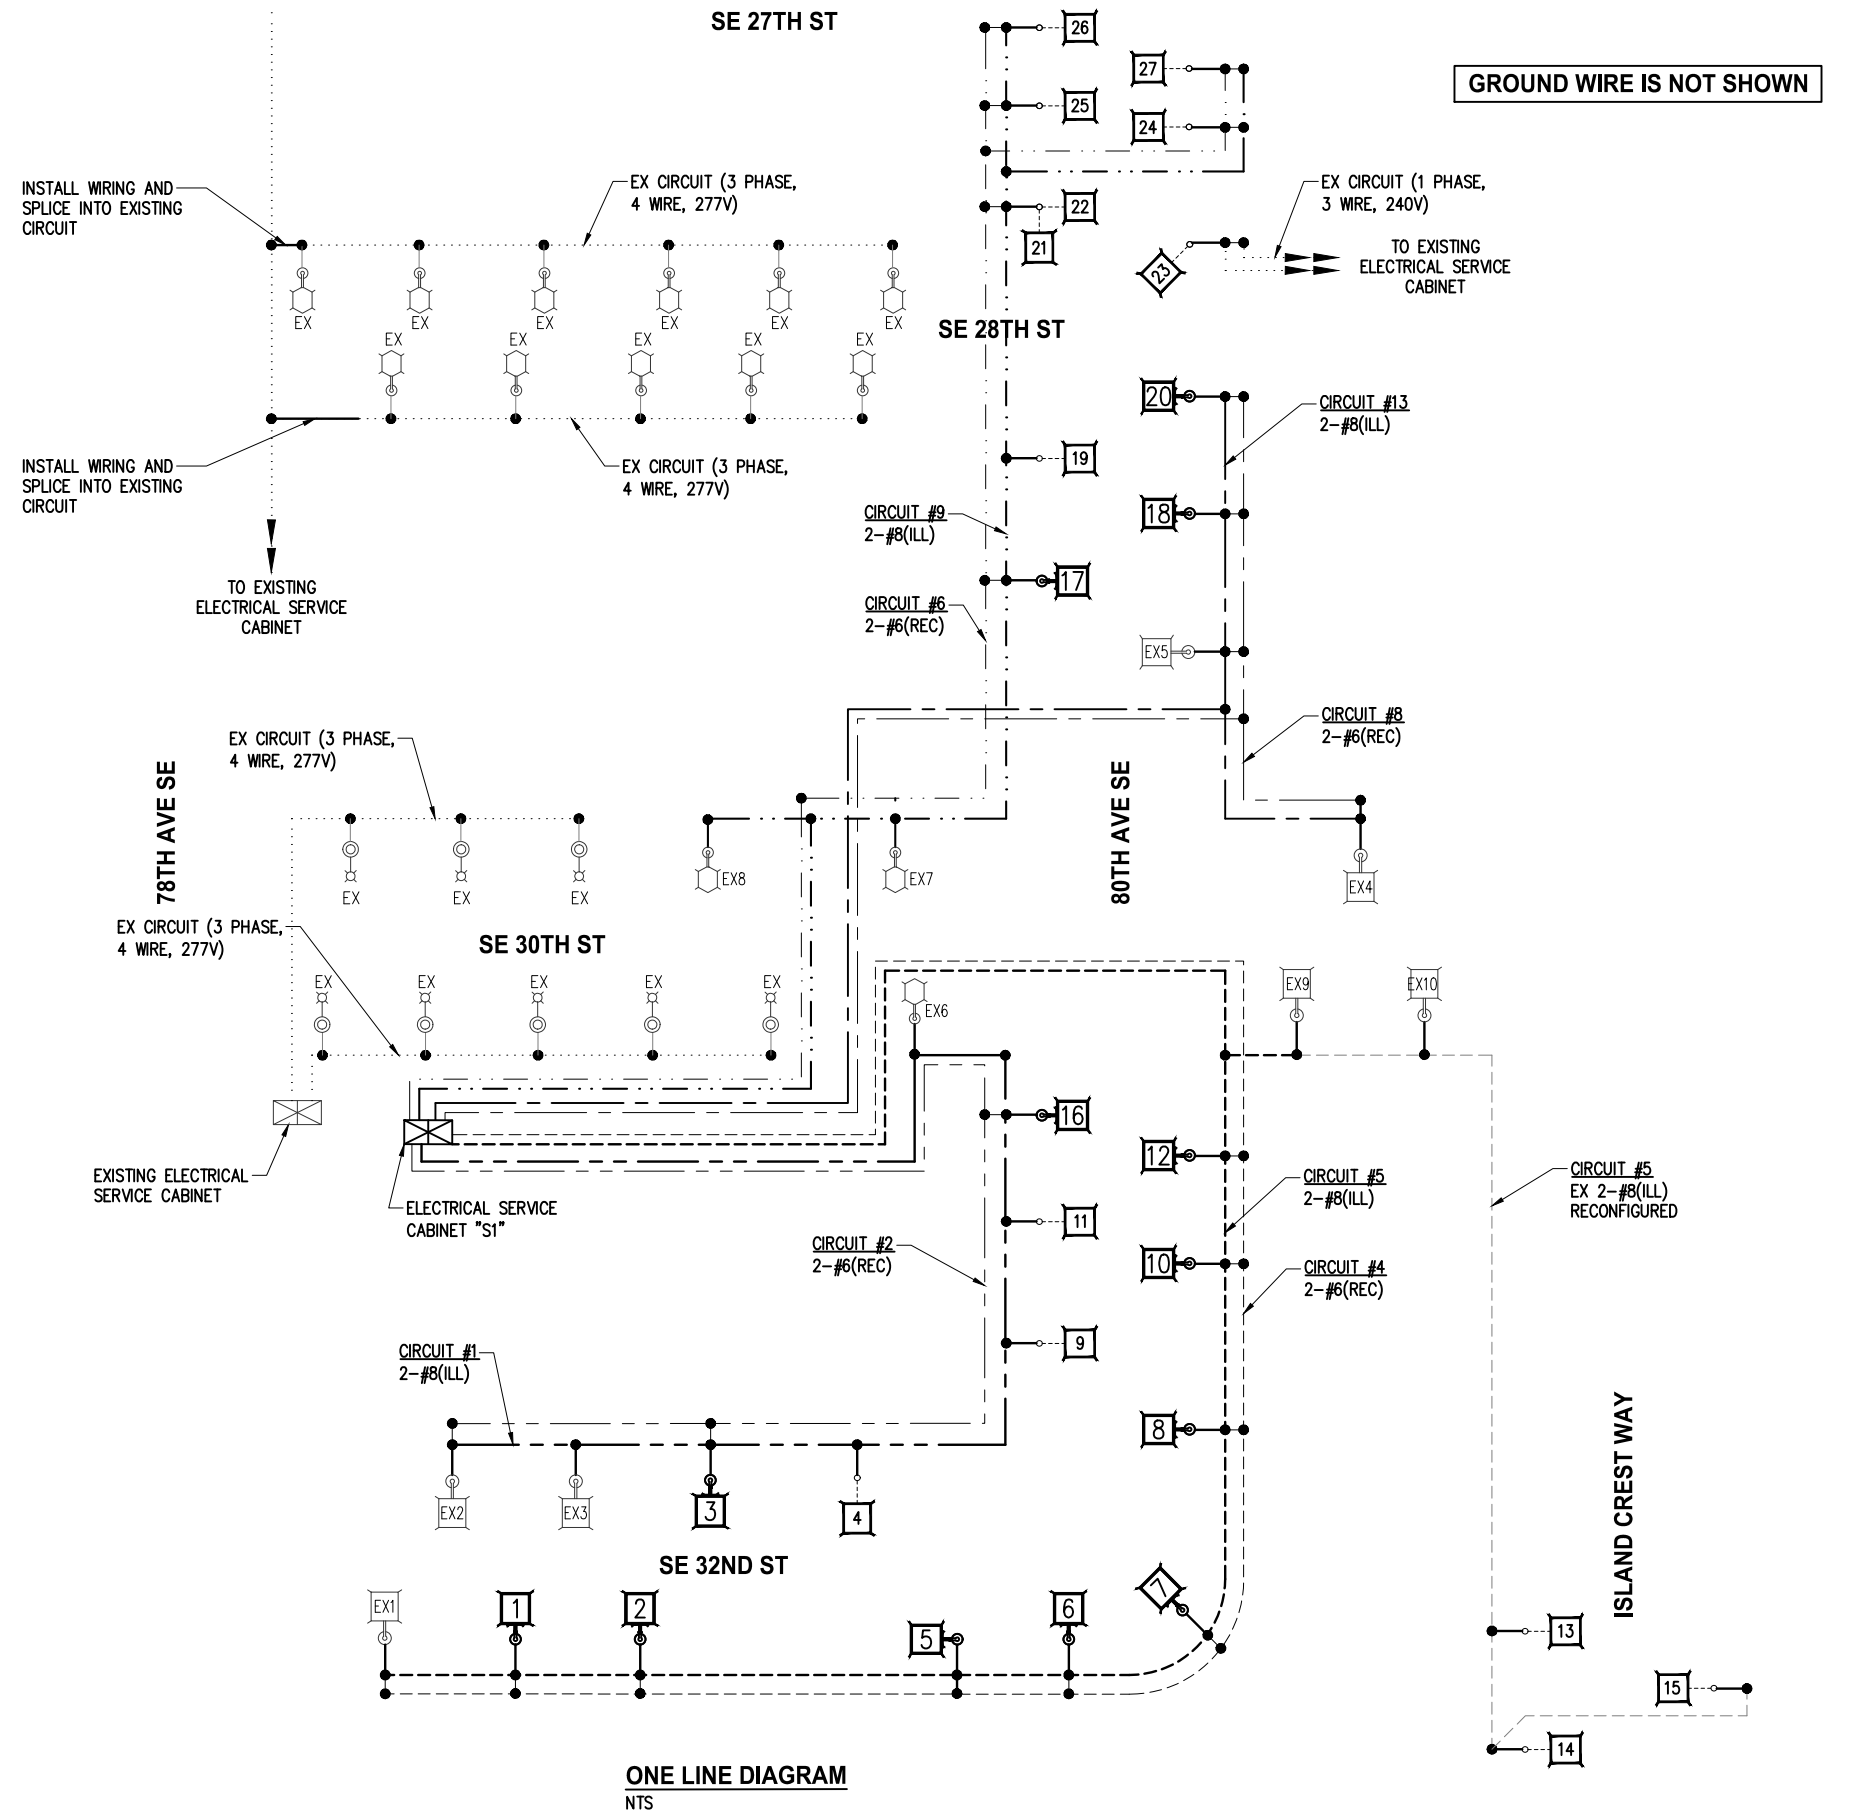 SE 27TH ST
26
27
25
24
GROUND WIRE IS NOT SHOWN
INSTALL WIRING AND
SPLICE INTO EXISTING
CIRCUIT
EX CIRCUIT (3 PHASE,
4 WIRE, 277V)
22
21
EX CIRCUIT (1 PHASE,
3 WIRE, 240V)
23
TO EXISTING
ELECTRICAL SERVICE
CABINET
EX
EX
EX
EX
EX
EX
SE 28TH ST
EX
EX
EX
EX
EX
20
CIRCUIT #13
2-#8(ILL)
INSTALL WIRING AND
SPLICE INTO EXISTING
CIRCUIT
EX CIRCUIT (3 PHASE,
4 WIRE, 277V)
19
CIRCUIT #9
2-#8(ILL)
18
TO EXISTING
ELECTRICAL SERVICE
CABINET
17
CIRCUIT #6
2-#6(REC)
EX5
CIRCUIT #8
2-#6(REC)
EX CIRCUIT (3 PHASE,
4 WIRE, 277V)
78TH AVE SE
80TH AVE SE
EX
EX
EX
EX8
EX7
EX4
EX CIRCUIT (3 PHASE,
4 WIRE, 277V)
SE 30TH ST
EX
EX
EX
EX
EX
EX6
EX9
EX10
16
12
EXISTING ELECTRICAL
SERVICE CABINET
ELECTRICAL SERVICE
CABINET "S1"
CIRCUIT #5
2-#8(ILL)
CIRCUIT #5
EX 2-#8(ILL)
RECONFIGURED
11
CIRCUIT #2
2-#6(REC)
10
CIRCUIT #4
2-#6(REC)
9
CIRCUIT #1
2-#8(ILL)
8
ISLAND CREST WAY
EX2
EX3
3
4
SE 32ND ST
EX1
1
2
5
6
7
13
15
14
ONE LINE DIAGRAM
NTS